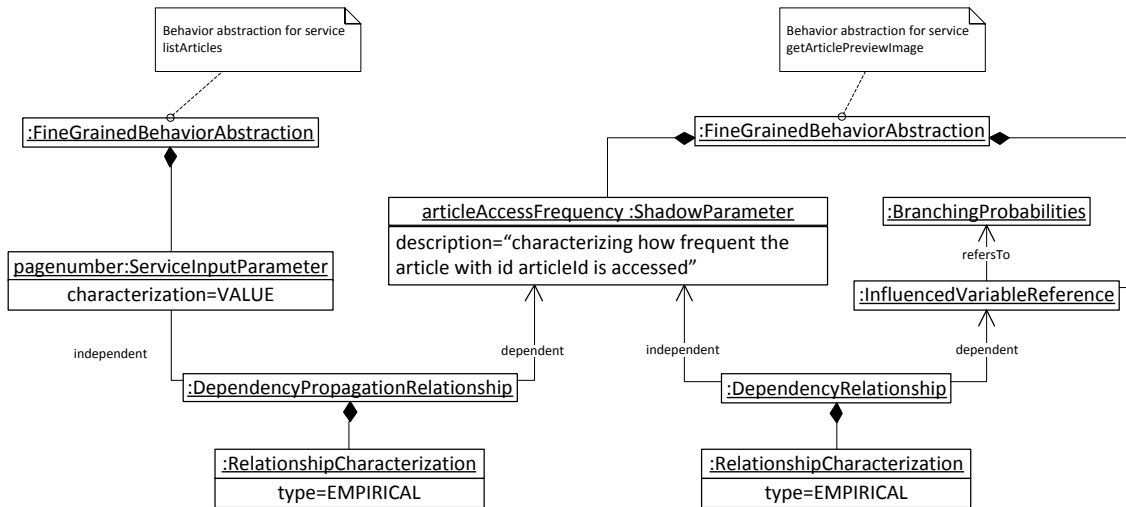 Behavior abstraction for service
listArticles
Behavior abstraction for service
getArticlePreviewImage
:FineGrainedBehaviorAbstraction
:FineGrainedBehaviorAbstraction
articleAccessFrequency :ShadowParameter
description=“characterizing how frequent the
article with id articleId is accessed”
:BranchingProbabilities
pagenumber:ServiceInputParameter
characterization=VALUE
refersTo
:InfluencedVariableReference
independent
dependent
independent
dependent
:DependencyPropagationRelationship
:DependencyRelationship
:RelationshipCharacterization
type=EMPIRICAL
:RelationshipCharacterization
type=EMPIRICAL